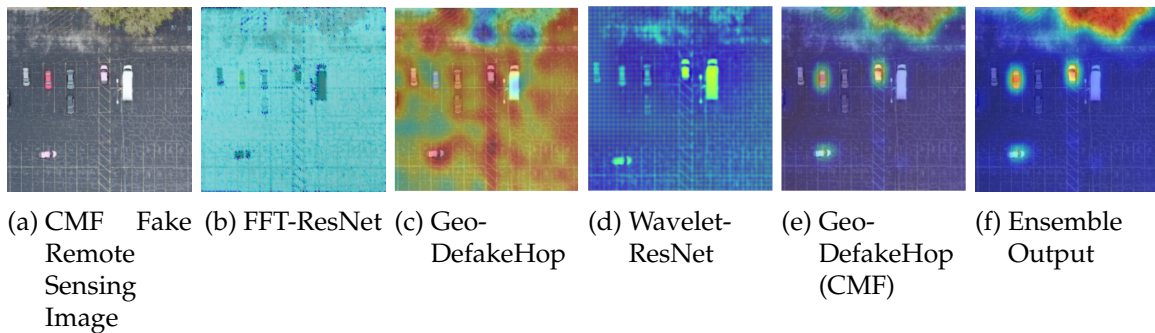 (a) CMF Fake Remote Sensing Image
(b) FFT-ResNet
(c) Geo-DefakeHop
(d) Wavelet-ResNet
(e) Geo-DefakeHop (CMF)
(f) Ensemble Output